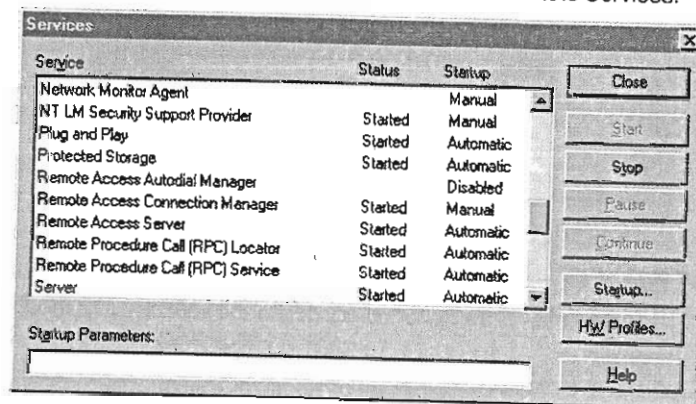 Services.
Services
Service Status Startup
Network Monitor Agent Manual
NT LM Security Support Provider Started Manual
Plug and Play Started Automatic
Protected Storage Started Automatic
Remote Access Autodial Manager Disabled
Remote Access Connection Manager Started Manual
Remote Access Server Started Automatic
Remote Procedure Call (RPC) Locator Started Automatic
Remote Procedure Call (RPC) Service Started Automatic
Server Started Automatic
Close
Start
Stop
Pause
Continue
Startup...
HW Profiles...
Help
Startup Parameters: